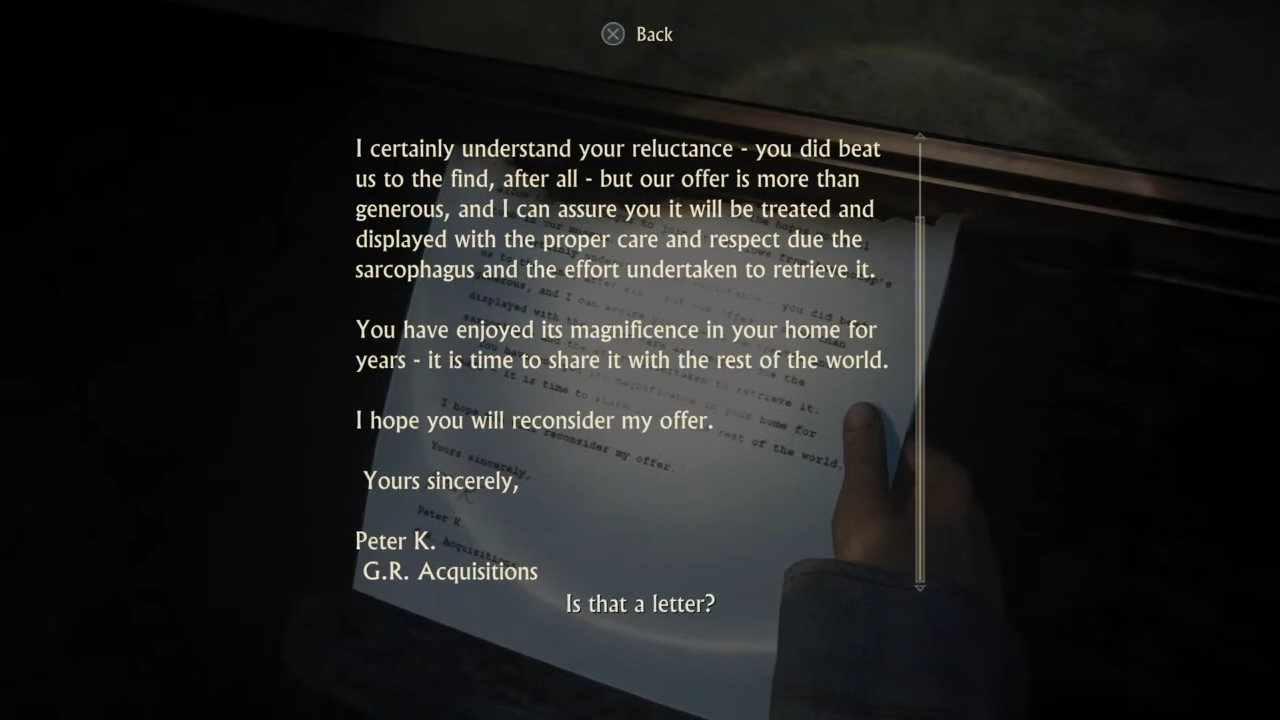 Back
I certainly understand your reluctance - you did beat
us to the find, after all - but our offer is more than
generous, and I can assure you it will be treated and
displayed with the proper care and respect due the
sarcophagus and the effort undertaken to retrieve it.
You have enjoyed its magnificence in your home for
years - it is time to share it with the rest of the world.
I hope you will reconsider my offer.
Yours sincerely,
Peter K.
G.R. Acquisitions
Is that a letter?